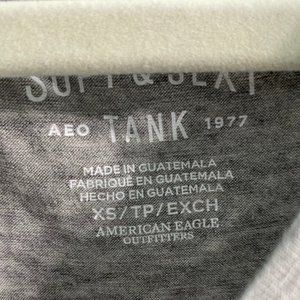 SOFT & SEXY
AEO TANK 1977
MADE IN GUATEMALA
FABRIQUÉ EN GUATEMALA
HECHO EN GUATEMALA
XS/TP/EXCH
AMERICAN EAGLE
OUTFITTERS